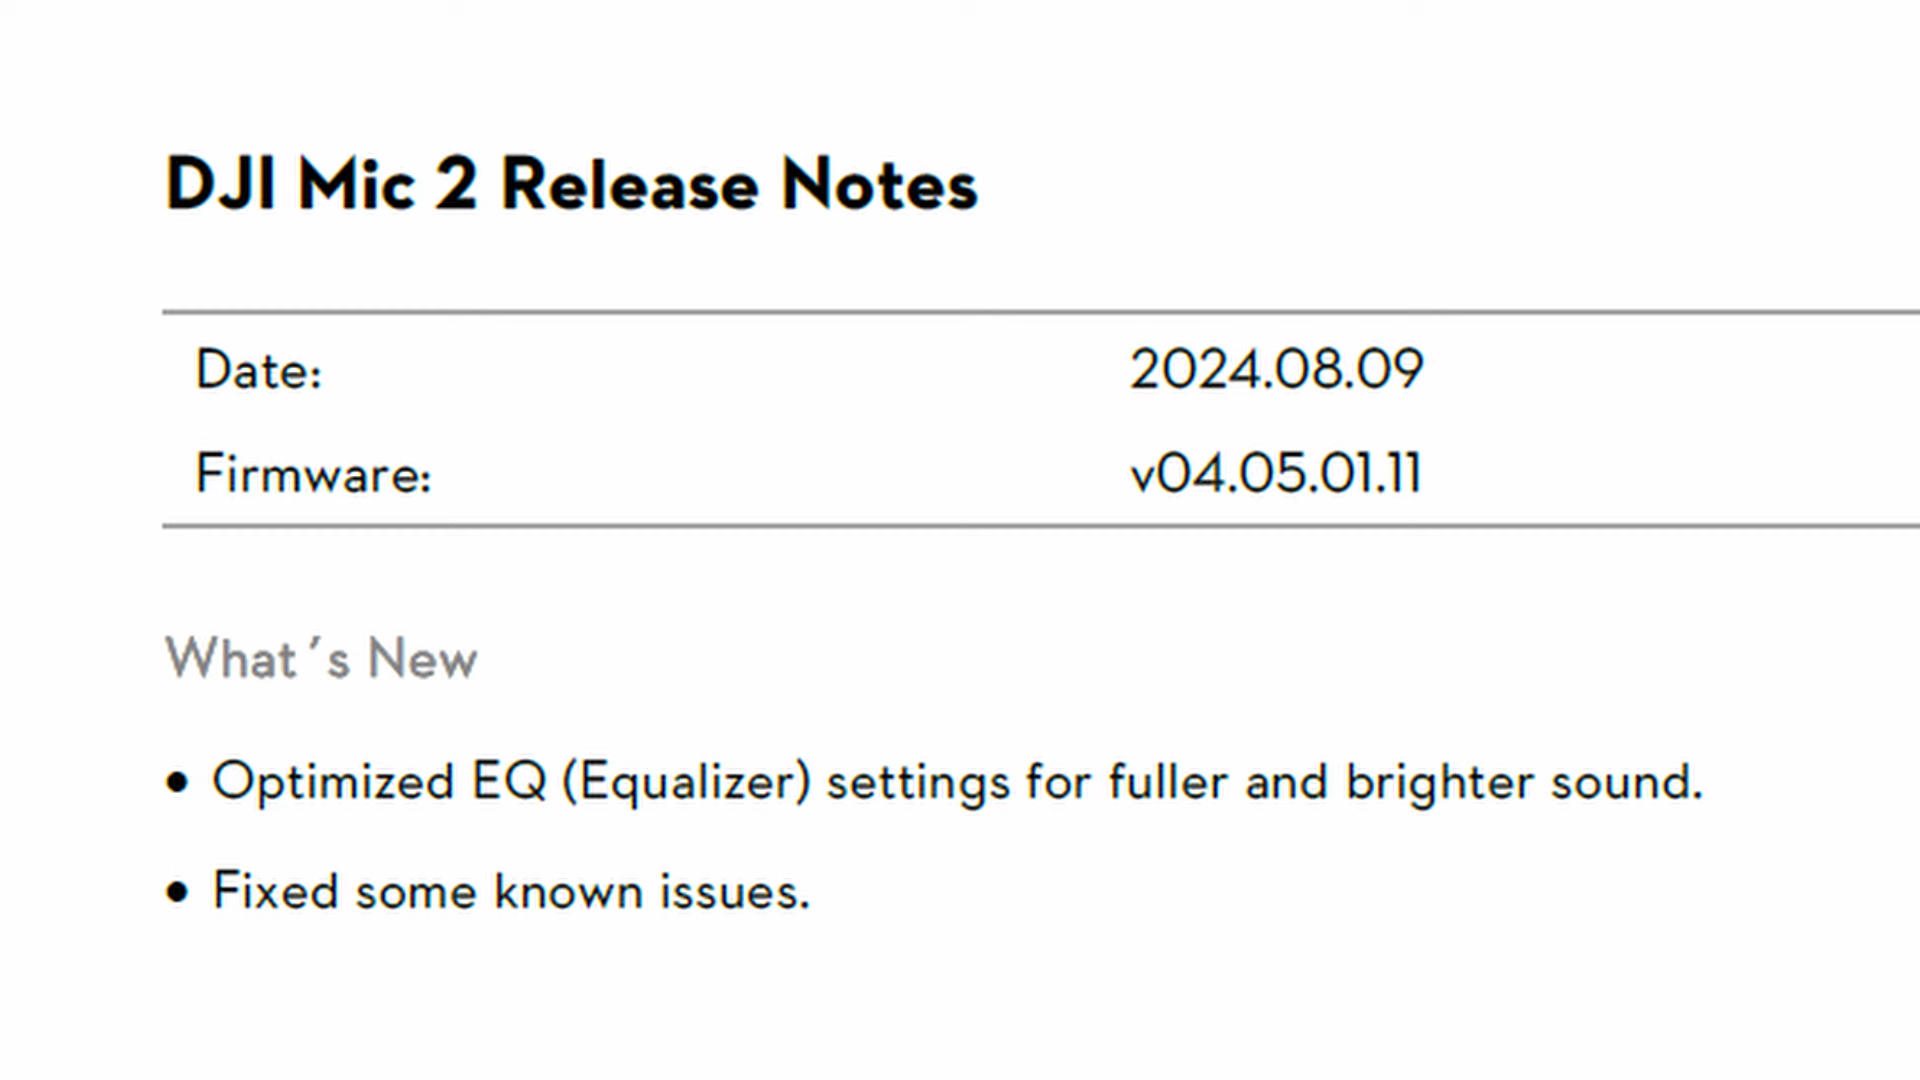 DJI Mic 2 Release Notes
Date: 2024.08.09
Firmware: v04.05.01.11
What's New
• Optimized EQ (Equalizer) settings for fuller and brighter sound.
• Fixed some known issues.